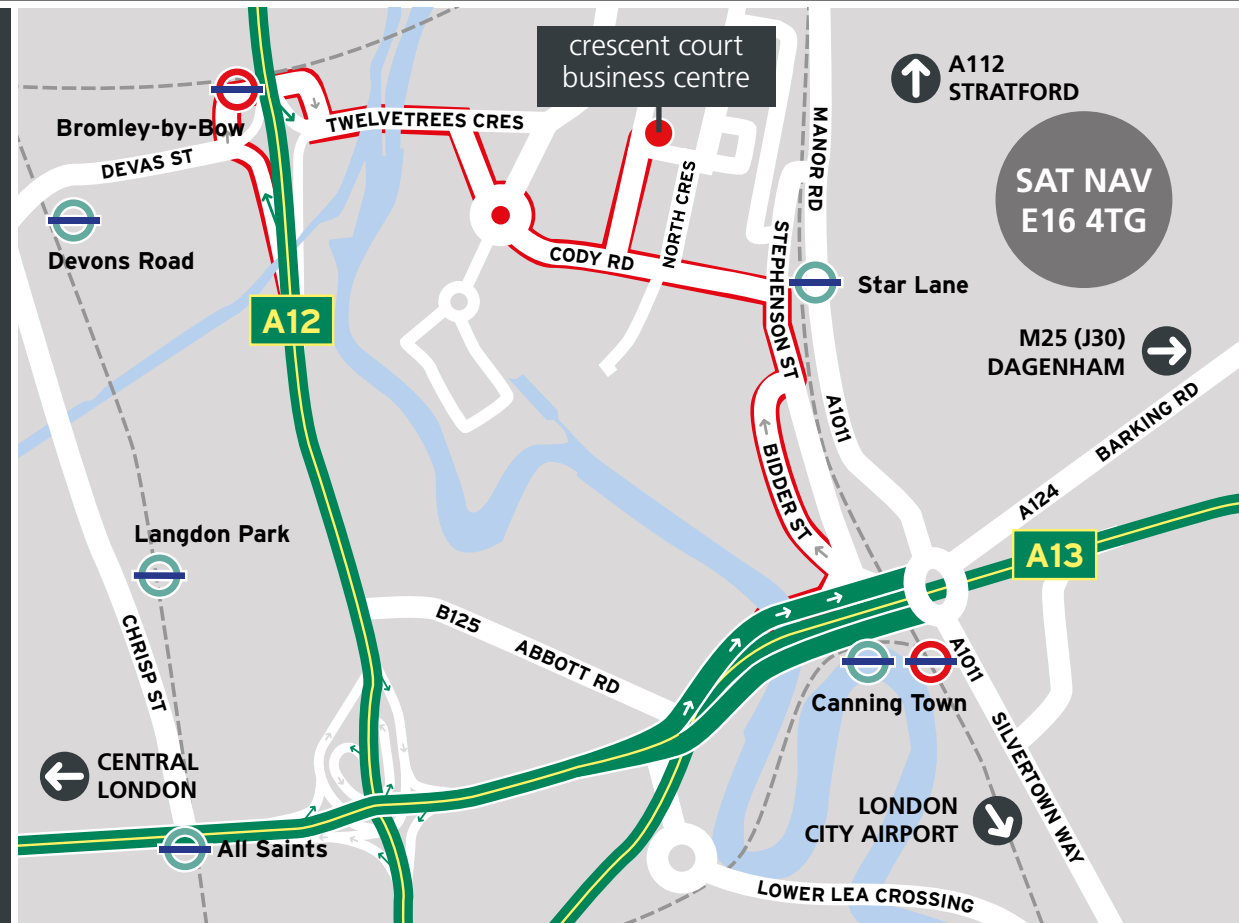 crescent court
business centre
A112
STRATFORD
SAT NAV
E16 4TG
Bromley-by-Bow
TWELVETREES CRES
DEVAS ST
MANOR RD
NORTH CRES
Devons Road
CODY RD
STEPHENSON ST
Star Lane
A12
M25 (J30)
DAGENHAM
BARKING RD
A1011
BIDDER ST
A124
Langdon Park
A13
B125
ABBOTT RD
CHRISP ST
A1011
Canning Town
SILVERTOWN WAY
CENTRAL
LONDON
LONDON
CITY AIRPORT
All Saints
LOWER LEA CROSSING